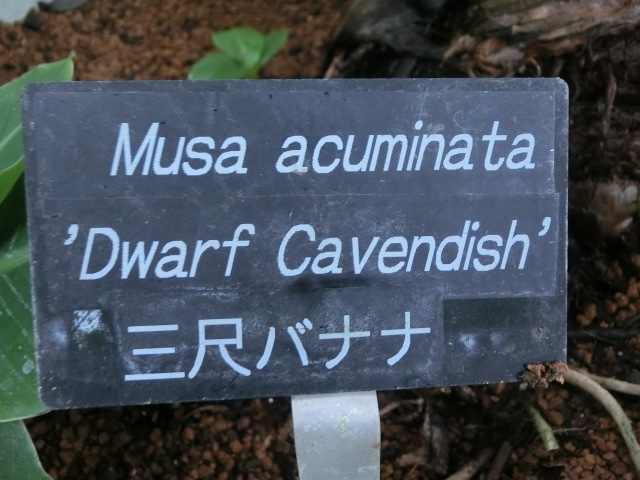 Musa acuminata
'Dwarf Cavendish'
三尺バナナ